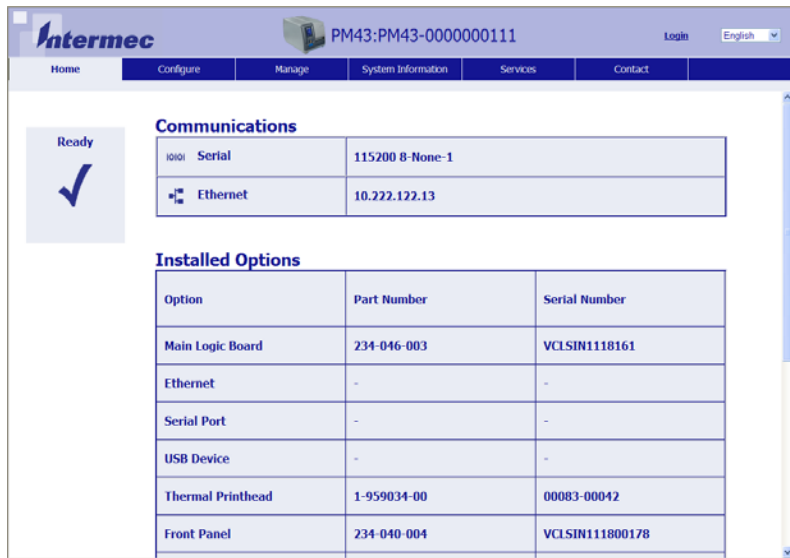 Intermec PM43:PM43-0000000111 Login English
Home Configure Manage System Information Services Contact
Ready
Communications
Serial 115200 8-None-1
Ethernet 10.222.122.13
Installed Options
Option Part Number Serial Number
Main Logic Board 234-046-003 VCLSIN1118161
Ethernet - -
Serial Port - -
USB Device - -
Thermal Printhead 1-959034-00 00083-00042
Front Panel 234-040-004 VCLSIN111800178